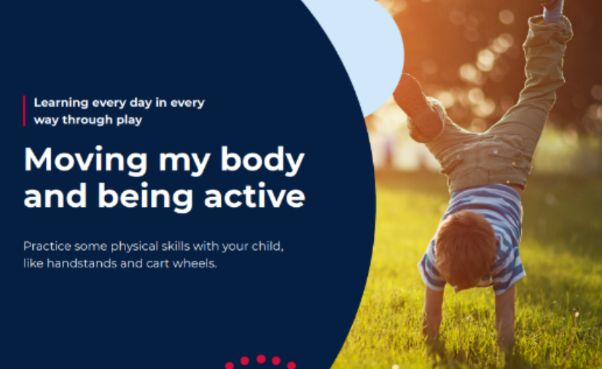 Learning every day in every
way through play
Moving my body
and being active
Practice some physical skills with your child,
like handstands and cart wheels.